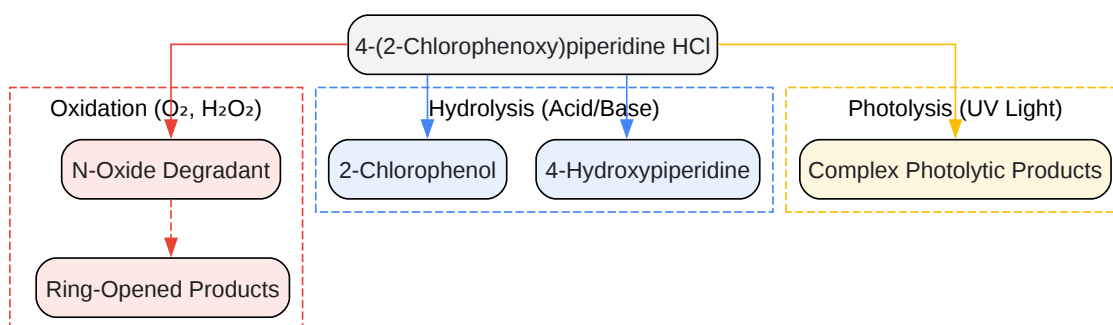 4-(2-Chlorophenoxy)piperidine HCl
Oxidation (O₂, H₂O₂)
N-Oxide Degradant
Ring-Opened Products
Hydrolysis (Acid/Base)
2-Chlorophenol
4-Hydroxypiperidine
Photolysis (UV Light)
Complex Photolytic Products